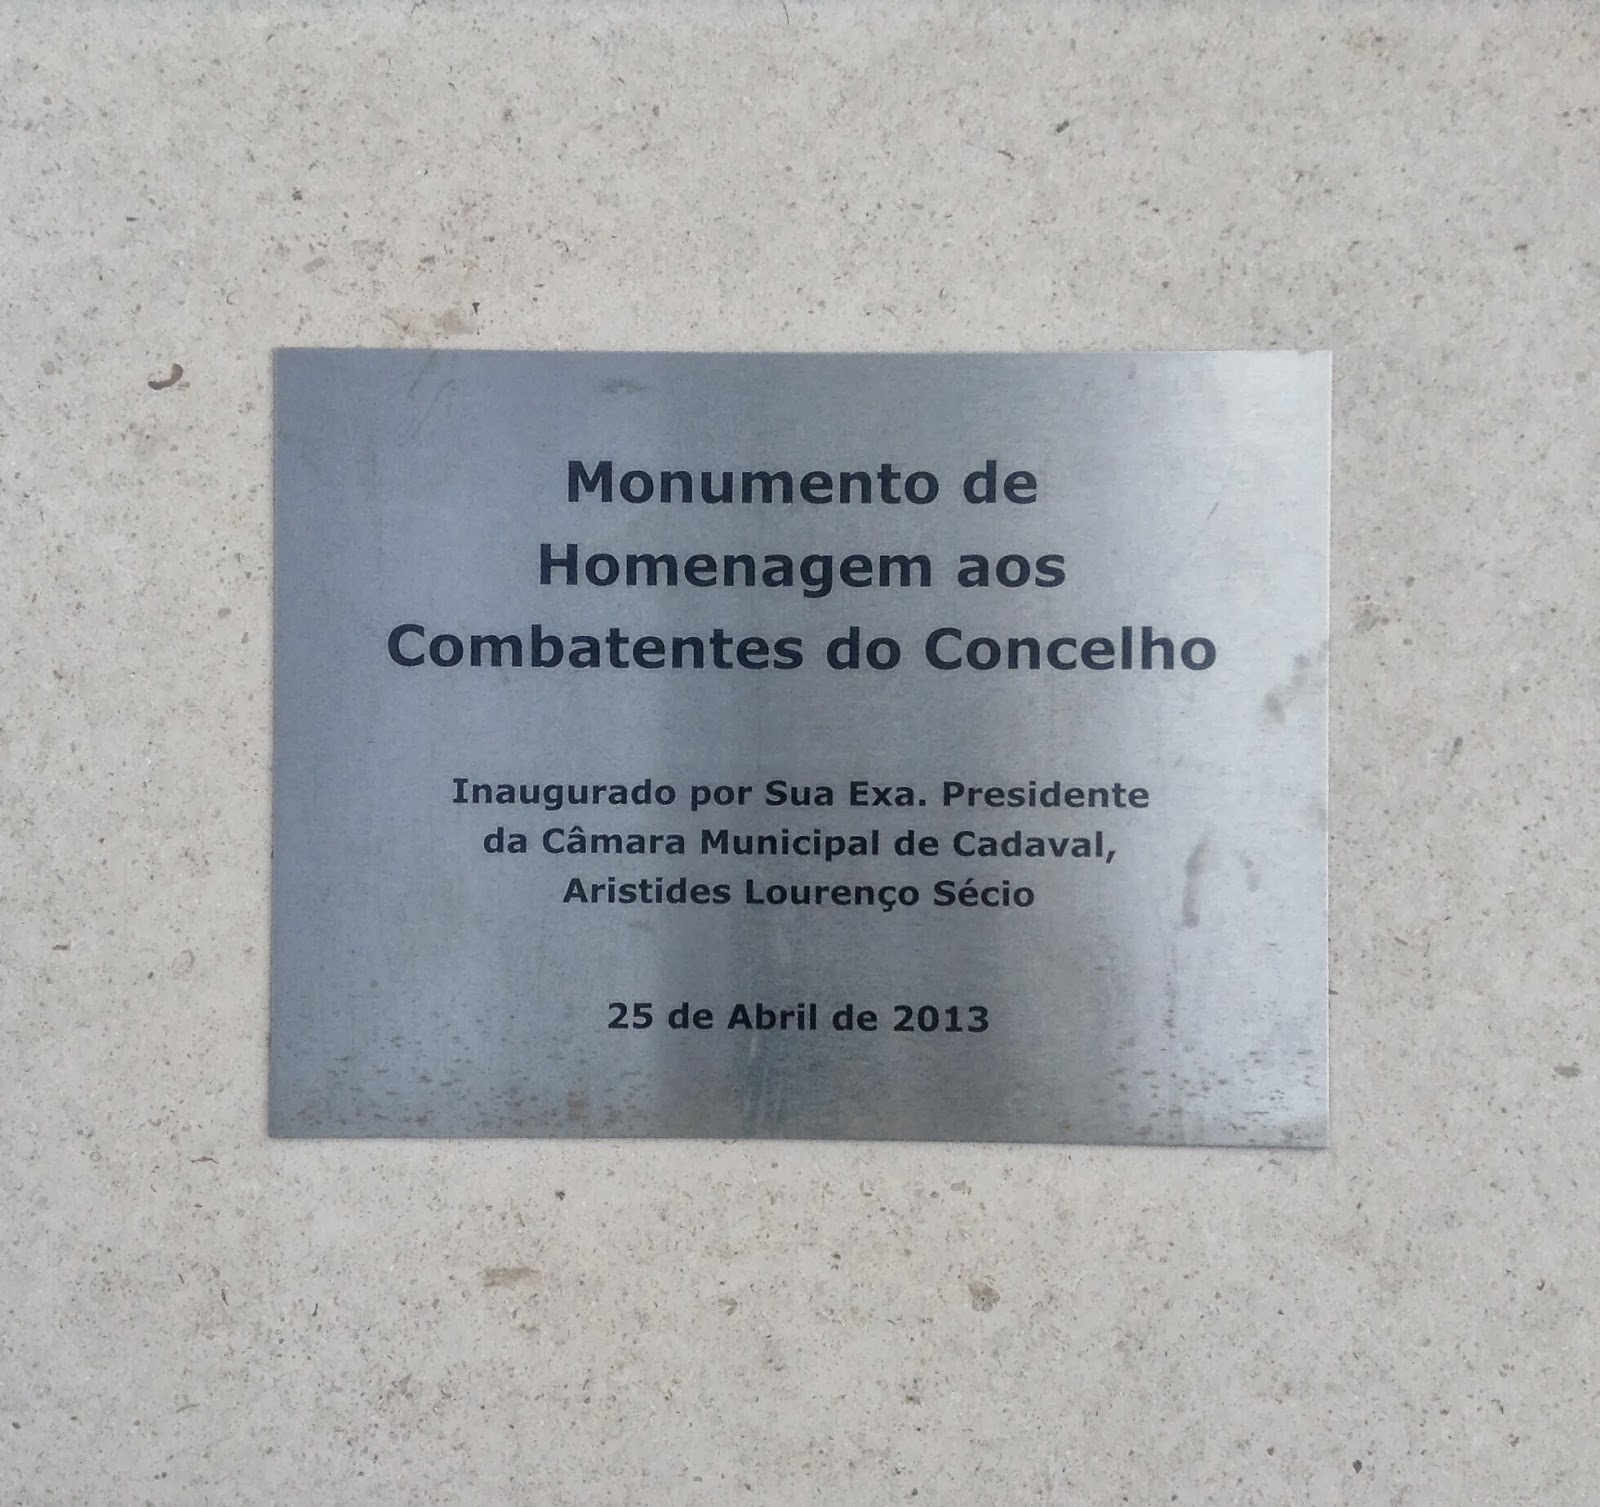 Monumento de
Homenagem aos
Combatentes do Concelho
Inaugurado por Sua Exa. Presidente
da Câmara Municipal de Cadaval,
Aristides Lourenço Sécio
25 de Abril de 2013